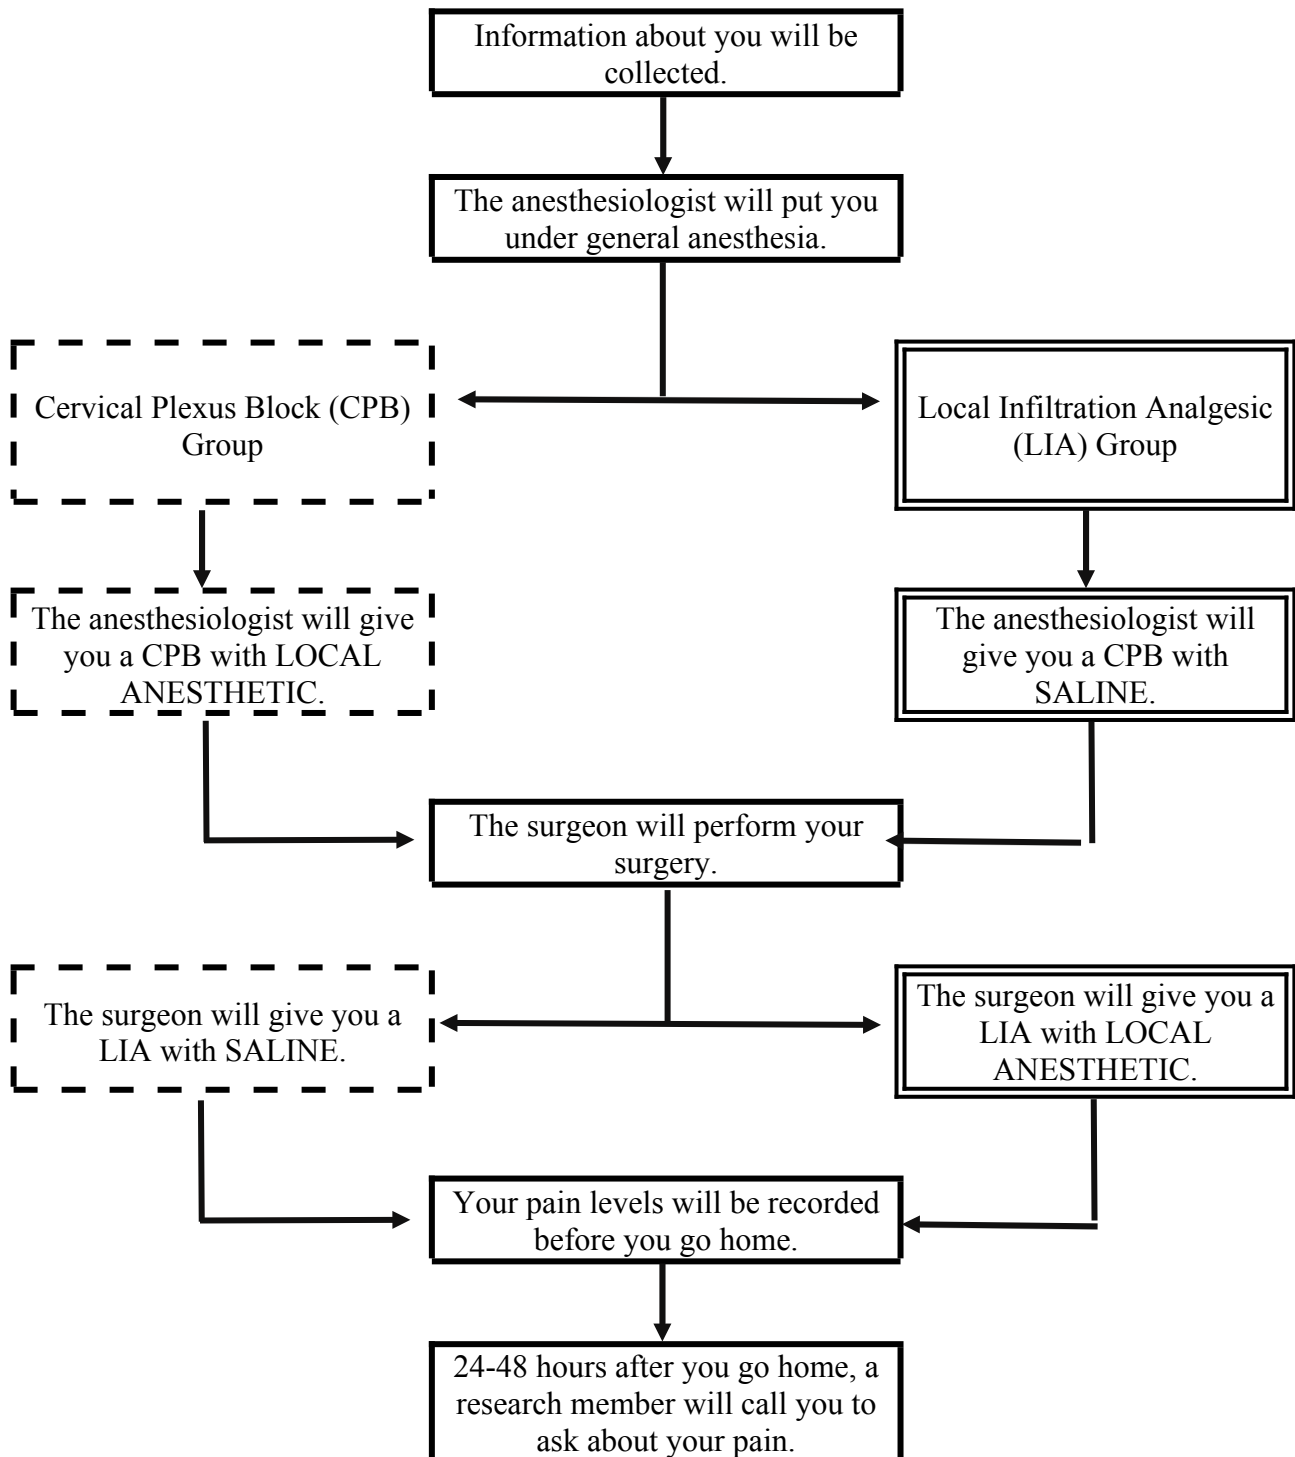 Information about you will be
collected.
The anesthesiologist will put you
under general anesthesia.
Cervical Plexus Block (CPB)
Group
Local Infiltration Analgesic
(LIA) Group
The anesthesiologist will give
you a CPB with LOCAL
ANESTHETIC.
The anesthesiologist will
give you a CPB with
SALINE.
The surgeon will perform your
surgery.
The surgeon will give you a
LIA with SALINE.
The surgeon will give you a
LIA with LOCAL
ANESTHETIC.
Your pain levels will be recorded
before you go home.
24-48 hours after you go home, a
research member will call you to
ask about your pain.